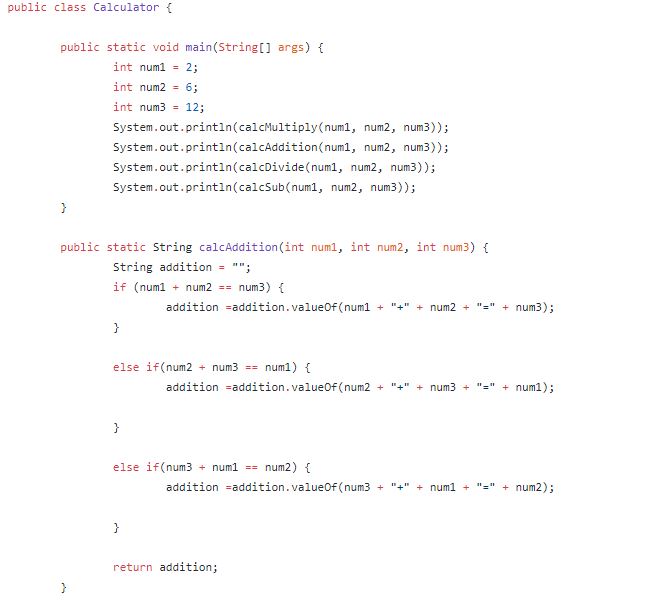 public class Calculator {
public static void main(String[] args) {
int num1 = 2;
int num2 = 6;
int num3 = 12;
System.out.println(calcMultiply(num1, num2, num3));
System.out.println(calcAddition(num1, num2, num3));
System.out.println(calcDivide(num1, num2, num3));
System.out.println(calcSub(num1, num2, num3));
}
public static String calcAddition(int num1, int num2, int num3) {
String addition = "";
if (num1 + num2 == num3) {
addition =addition.valueOf(num1 + "+" + num2 + "=" + num3);
}
else if(num2 + num3 == num1) {
addition =addition.valueOf(num2 + "+" + num3 + "=" + num1);
}
else if(num3 + num1 == num2) {
addition =addition.valueOf(num3 + "+" + num1 + "=" + num2);
}
return addition;
}